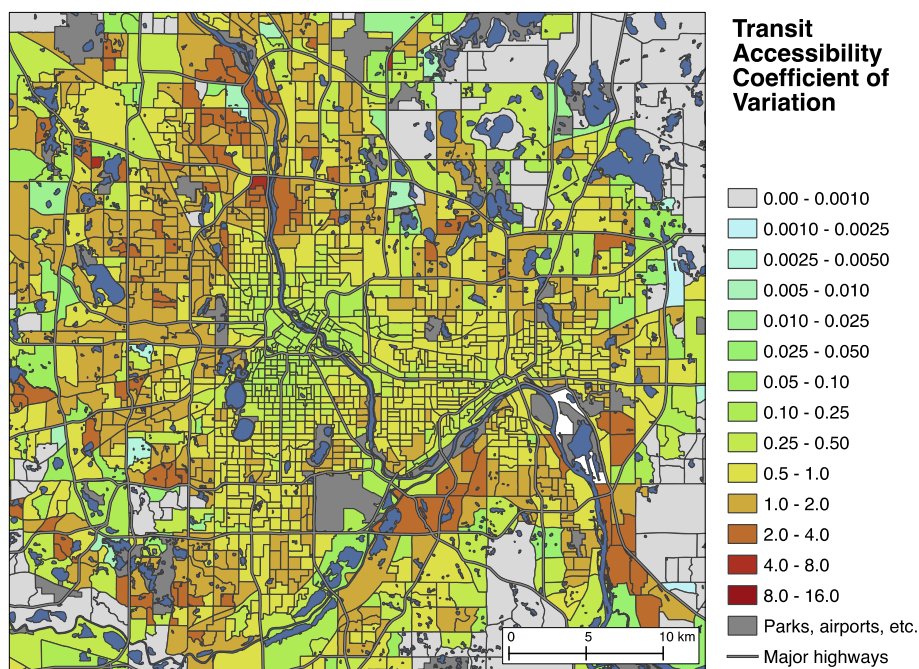 Transit
Accessibility
Coefficient of
Variation
0.00 - 0.0010
0.0010 - 0.0025
0.0025 - 0.0050
0.005 - 0.010
0.010 - 0.025
0.025 - 0.050
0.05 - 0.10
0.10 - 0.25
0.25 - 0.50
0.5 - 1.0
1.0 - 2.0
2.0 - 4.0
4.0 - 8.0
8.0 - 16.0
Parks, airports, etc.
Major highways
0 5 10 km